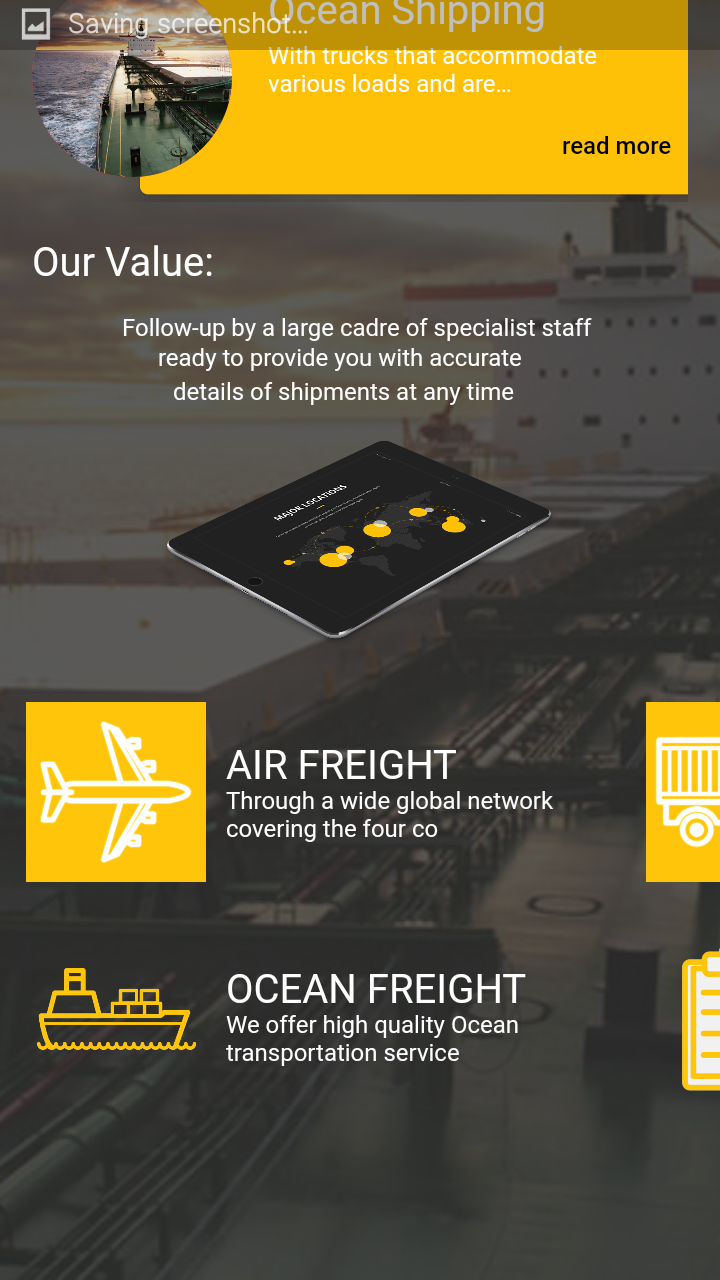 Saving screenshot...
Ocean Shipping
With trucks that accommodate
various loads and are...
read more
Our Value:
Follow-up by a large cadre of specialist staff
ready to provide you with accurate
details of shipments at any time
MAJOR LOCATIONS
AIR FREIGHT
Through a wide global network
covering the four co
OCEAN FREIGHT
We offer high quality Ocean
transportation service